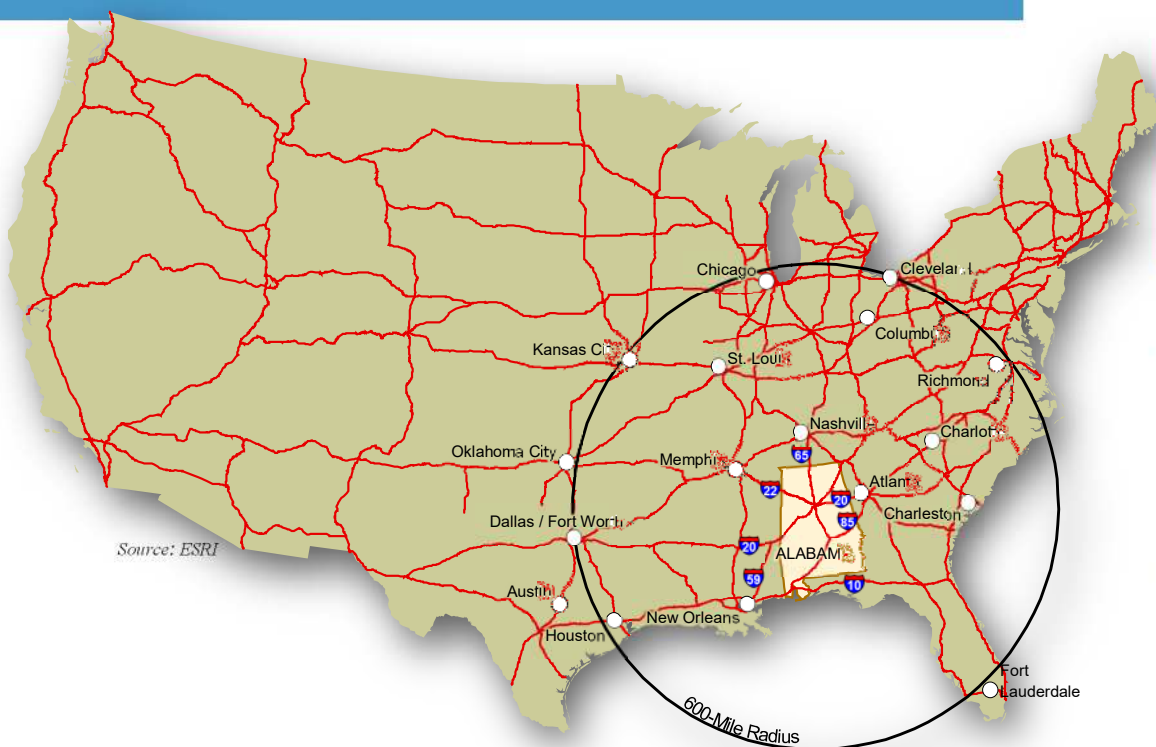 Chicago
Cleveland
Columbus
Kansas City
St. Louis
Richmond
Nashville
Charlotte
65
Oklahoma City
Memphis
22
20
Atlanta
Charleston
85
Dallas / Fort Worth
Source: ESRI
20
ALABAMA
59
10
Austin
New Orleans
Houston
Fort
Lauderdale
600-Mile Radius